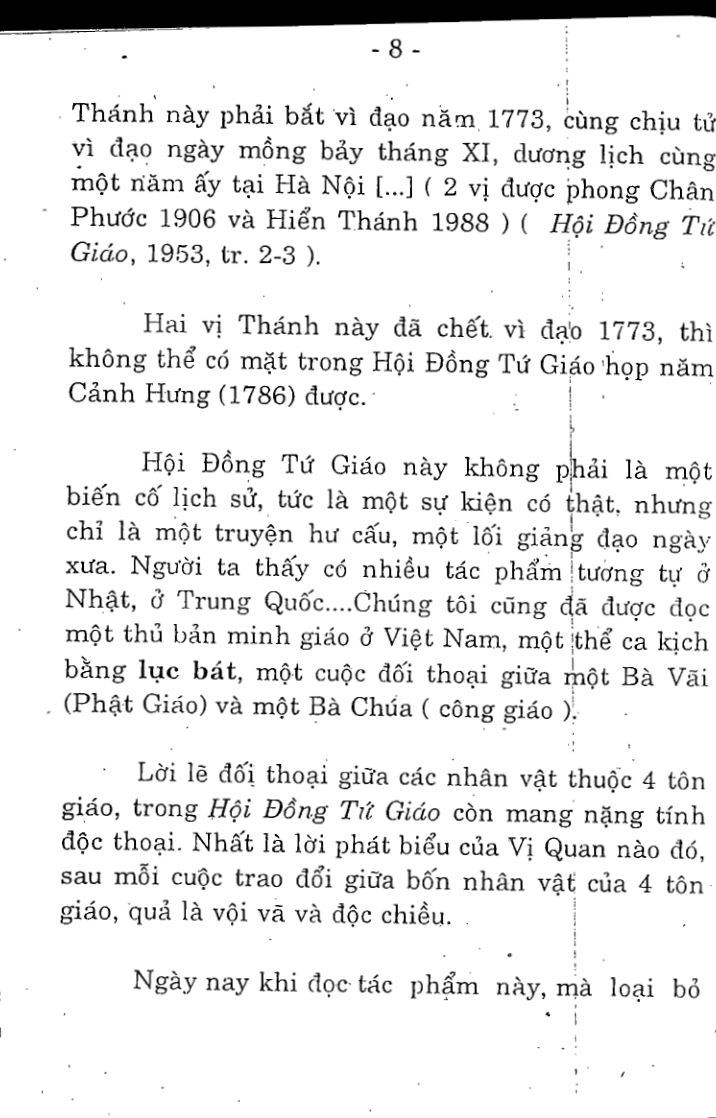 - 8 -
Thánh này phải bắt vì đạo năm 1773, cùng chịu tử
vì đạo ngày mồng bảy tháng XI, dương lịch cùng
một năm ấy tại Hà Nội [...] ( 2 vị được phong Chân
Phước 1906 và Hiển Thánh 1988 ) ( Hội Đồng Tứ
Giáo, 1953, tr. 2-3 ).
Hai vị Thánh này đã chết vì đạo 1773, thì
không thể có mặt trong Hội Đồng Tứ Giáo họp năm
Cảnh Hưng (1786) được.
Hội Đồng Tứ Giáo này không phải là một
biến cố lịch sử, tức là một sự kiện có thật, nhưng
chỉ là một truyện hư cấu, một lối giảng đạo ngày
xưa. Người ta thấy có nhiều tác phẩm tương tự ở
Nhật, ở Trung Quốc....Chúng tôi cũng đã được đọc
một thủ bản minh giáo ở Việt Nam, một thể ca kịch
bằng lục bát, một cuộc đối thoại giữa một Bà Vãi
(Phật Giáo) và một Bà Chúa ( công giáo ).
Lời lẽ đối thoại giữa các nhân vật thuộc 4 tôn
giáo, trong Hội Đồng Tứ Giáo còn mang nặng tính
độc thoại. Nhất là lời phát biểu của Vị Quan nào đó,
sau mỗi cuộc trao đổi giữa bốn nhân vật của 4 tôn
giáo, quả là vội vã và độc chiều.
Ngày nay khi đọc tác phẩm này, mà loại bỏ